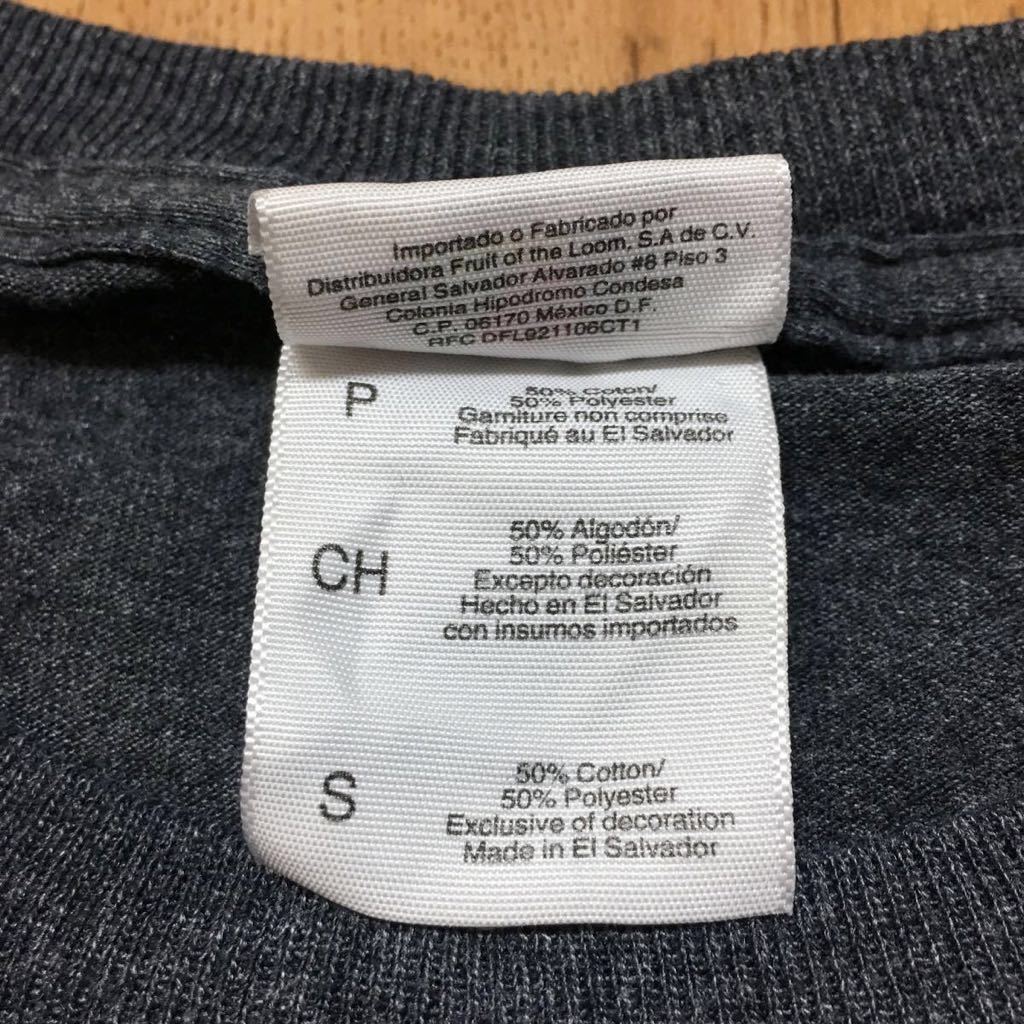 Importado o Fabricado por
Distribuidora Fruit of the Loom, S.A de C.V.
General Salvador Alvarado #8 Piso 3
Colonia Hipodromo Condesa
C.P. 06170 México D.F.
RFC DFL921106CT1
P
50% Coton/
50% Polyester
Garniture non comprise
Fabriqué au El Salvador
CH
50% Algodón/
50% Poliéster
Excepto decoración
Hecho en El Salvador
con insumos importados
S
50% Cotton/
50% Polyester
Exclusive of decoration
Made in El Salvador